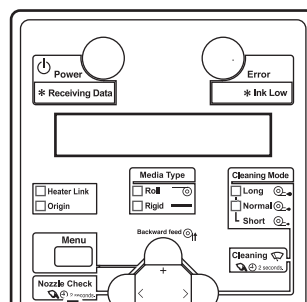 Power
Error
* Receiving Data
* Ink Low
Media Type
Roll
Rigid
Cleaning Mode
Long
Normal
Short
Heater Link
Origin
Menu
Backward feed
+
Cleaning
2 seconds.
Nozzle Check
2 seconds.
< >